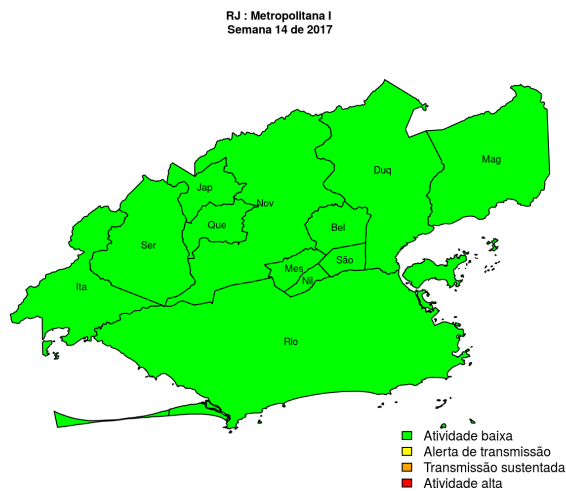 RJ : Metropolitana I
Semana 14 de 2017
Mag
Duq
Jap
Nov
Que
Bel
Ser
São
Mes
Nil
Ita
Rio
Atividade baixa
Alerta de transmissão
Transmissão sustentada
Atividade alta